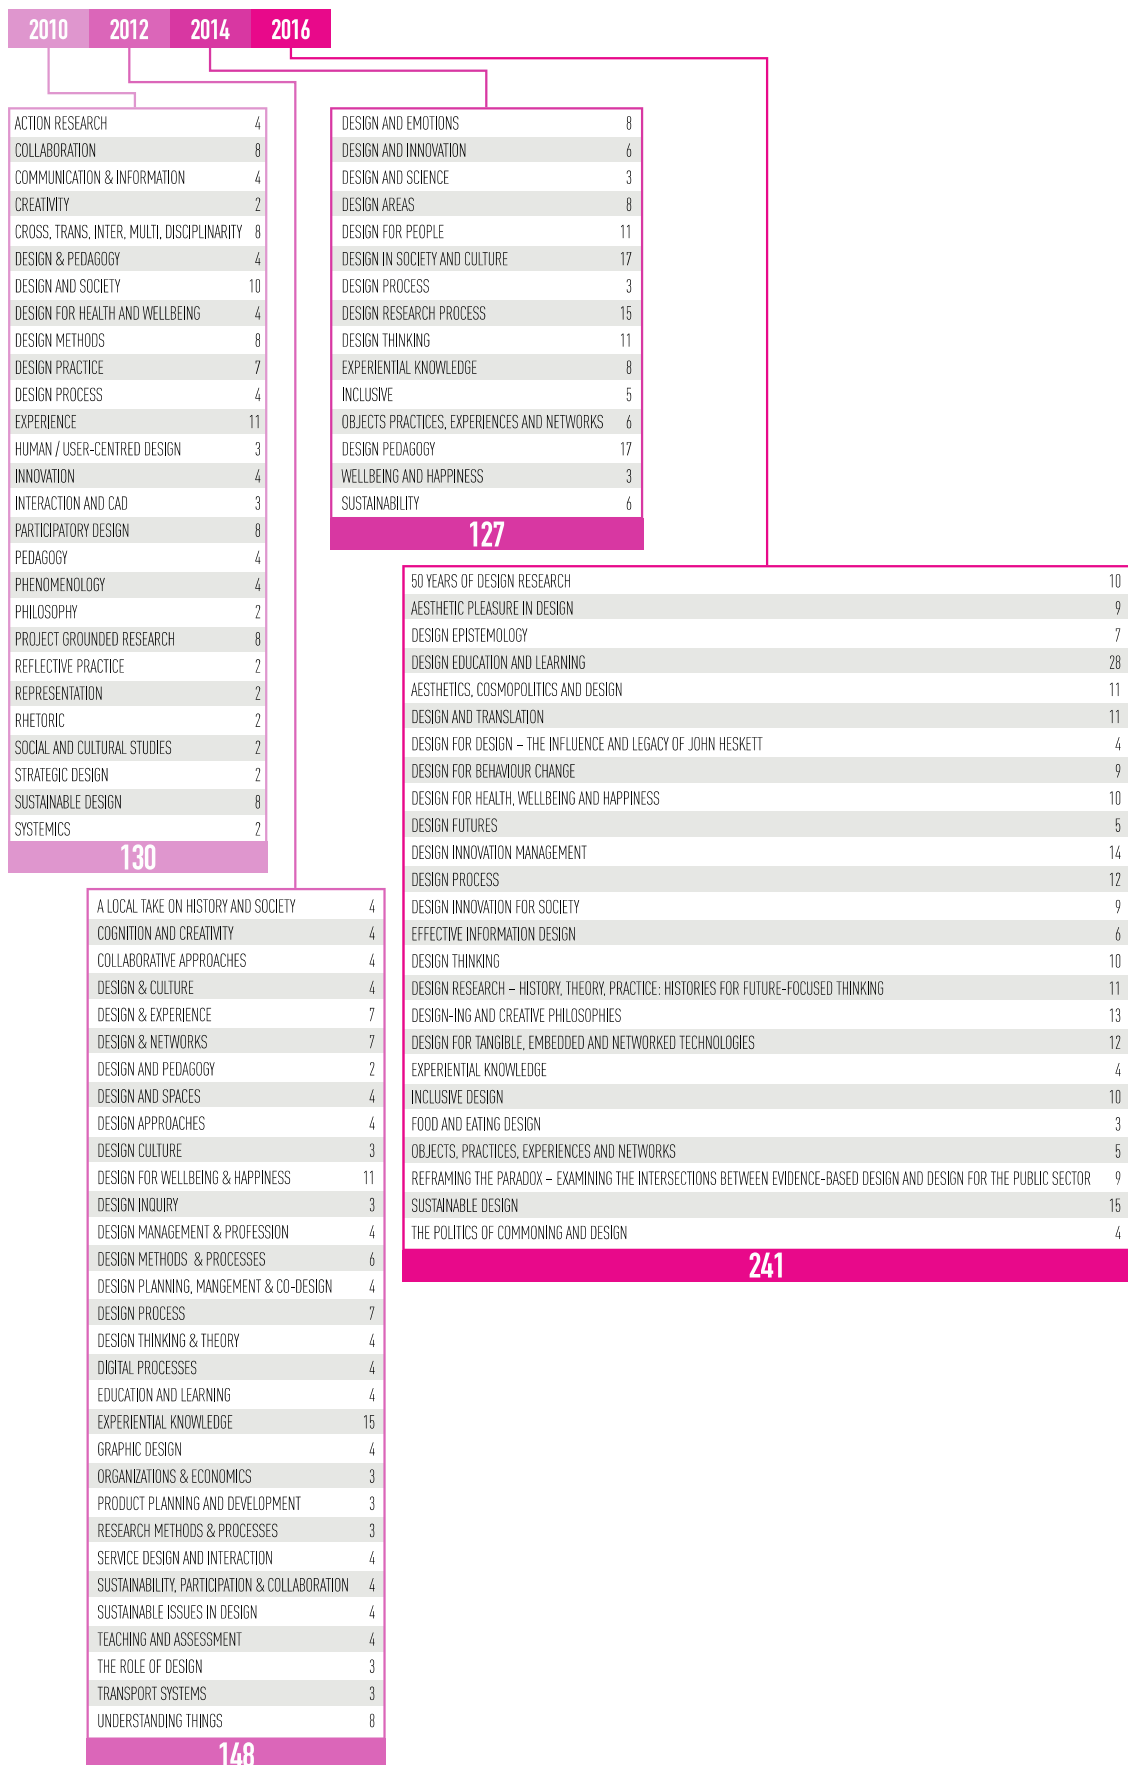 2010 2012 2014 2016
ACTION RESEARCH 4
COLLABORATION 8
COMMUNICATION & INFORMATION 4
CREATIVITY 2
CROSS, TRANS, INTER, MULTI, DISCIPLINARITY 8
DESIGN & PEDAGOGY 4
DESIGN AND SOCIETY 10
DESIGN FOR HEALTH AND WELLBEING 4
DESIGN METHODS 8
DESIGN PRACTICE 7
DESIGN PROCESS 4
EXPERIENCE 11
HUMAN / USER-CENTRED DESIGN 3
INNOVATION 4
INTERACTION AND CAD 3
PARTICIPATORY DESIGN 8
PEDAGOGY 4
PHENOMENOLOGY 4
PHILOSOPHY 2
PROJECT GROUNDED RESEARCH 8
REFLECTIVE PRACTICE 2
REPRESENTATION 2
RHETORIC 2
SOCIAL AND CULTURAL STUDIES 2
STRATEGIC DESIGN 2
SUSTAINABLE DESIGN 8
SYSTEMICS 2
130
A LOCAL TAKE ON HISTORY AND SOCIETY 4
COGNITION AND CREATIVITY 4
COLLABORATIVE APPROACHES 4
DESIGN & CULTURE 4
DESIGN & EXPERIENCE 7
DESIGN & NETWORKS 7
DESIGN AND PEDAGOGY 2
DESIGN AND SPACES 4
DESIGN APPROACHES 4
DESIGN CULTURE 3
DESIGN FOR WELLBEING & HAPPINESS 11
DESIGN INQUIRY 3
DESIGN MANAGEMENT & PROFESSION 4
DESIGN METHODS & PROCESSES 6
DESIGN PLANNING, MANGEMENT & CO-DESIGN 4
DESIGN PROCESS 7
DESIGN THINKING & THEORY 4
DIGITAL PROCESSES 4
EDUCATION AND LEARNING 4
EXPERIENTIAL KNOWLEDGE 15
GRAPHIC DESIGN 4
ORGANIZATIONS & ECONOMICS 3
PRODUCT PLANNING AND DEVELOPMENT 3
RESEARCH METHODS & PROCESSES 3
SERVICE DESIGN AND INTERACTION 4
SUSTAINABILITY, PARTICIPATION & COLLABORATION 4
SUSTAINABLE ISSUES IN DESIGN 4
TEACHING AND ASSESSMENT 4
THE ROLE OF DESIGN 3
TRANSPORT SYSTEMS 3
UNDERSTANDING THINGS 8
148
DESIGN AND EMOTIONS 8
DESIGN AND INNOVATION 6
DESIGN AND SCIENCE 3
DESIGN AREAS 8
DESIGN FOR PEOPLE 11
DESIGN IN SOCIETY AND CULTURE 17
DESIGN PROCESS 3
DESIGN RESEARCH PROCESS 15
DESIGN THINKING 11
EXPERIENTIAL KNOWLEDGE 8
INCLUSIVE 5
OBJECTS PRACTICES, EXPERIENCES AND NETWORKS 6
DESIGN PEDAGOGY 17
WELLBEING AND HAPPINESS 3
SUSTAINABILITY 6
127
50 YEARS OF DESIGN RESEARCH 10
AESTHETIC PLEASURE IN DESIGN 9
DESIGN EPISTEMOLOGY 7
DESIGN EDUCATION AND LEARNING 28
AESTHETICS, COSMOPOLITICS AND DESIGN 11
DESIGN AND TRANSLATION 11
DESIGN FOR DESIGN – THE INFLUENCE AND LEGACY OF JOHN HESKETT 4
DESIGN FOR BEHAVIOUR CHANGE 9
DESIGN FOR HEALTH, WELLBEING AND HAPPINESS 10
DESIGN FUTURES 5
DESIGN INNOVATION MANAGEMENT 14
DESIGN PROCESS 12
DESIGN INNOVATION FOR SOCIETY 9
EFFECTIVE INFORMATION DESIGN 6
DESIGN THINKING 10
DESIGN RESEARCH – HISTORY, THEORY, PRACTICE: HISTORIES FOR FUTURE-FOCUSED THINKING 11
DESIGN-ING AND CREATIVE PHILOSOPHIES 13
DESIGN FOR TANGIBLE, EMBEDDED AND NETWORKED TECHNOLOGIES 12
EXPERIENTIAL KNOWLEDGE 4
INCLUSIVE DESIGN 10
FOOD AND EATING DESIGN 3
OBJECTS, PRACTICES, EXPERIENCES AND NETWORKS 5
REFRAMING THE PARADOX – EXAMINING THE INTERSECTIONS BETWEEN EVIDENCE-BASED DESIGN AND DESIGN FOR THE PUBLIC SECTOR 9
SUSTAINABLE DESIGN 15
THE POLITICS OF COMMONING AND DESIGN 4
241